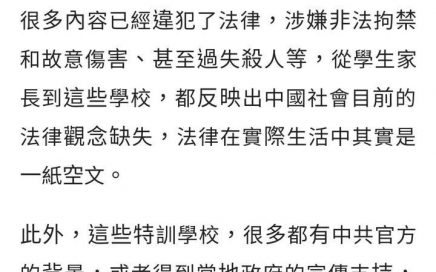 很多內容已經違犯了法律，涉嫌非法拘禁
和故意傷害、甚至過失殺人等，從學生家
長到這些學校，都反映出中國社會目前的
法律觀念缺失，法律在實際生活中其實是
一紙空文。
此外，這些特訓學校，很多都有中共官方
的背景，或者得到當地政府的宣傳支持，